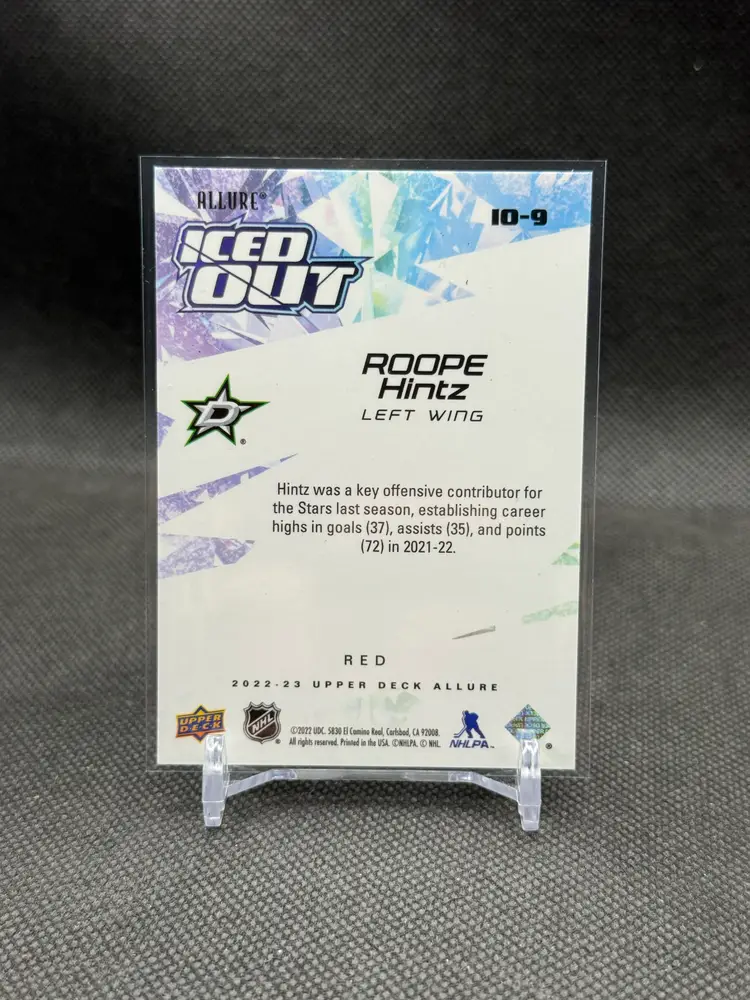 ALLURE®
IO-9
ICED
OUT
ROOPE
Hintz
LEFT WING
D
®
Hintz was a key offensive contributor for
the Stars last season, establishing career
highs in goals (37), assists (35), and points
(72) in 2021-22.
RED
2022-23 UPPER DECK ALLURE
UPPER
DECK
NHL
©2022 UDC. 5830 El Camino Real, Carlsbad, CA 92008.
All rights reserved. Printed in the USA. ©NHLPA. © NHL.
NHLPA™
®